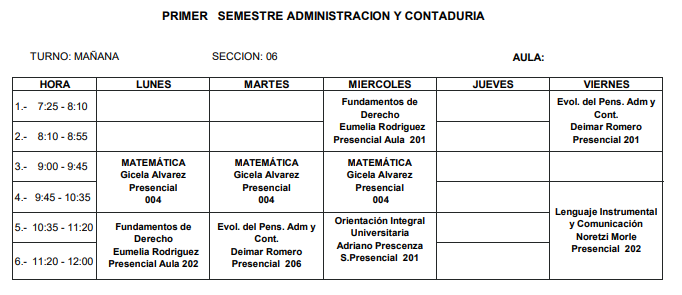 PRIMER SEMESTRE ADMINISTRACION Y CONTADURIA
TURNO: MAÑANA SECCION: 06 AULA:
HORA LUNES MARTES MIERCOLES JUEVES VIERNES
1.- 7:25 - 8:10
2.- 8:10 - 8:55
Fundamentos de
Derecho
Eumelia Rodriguez
Presencial Aula 201
Evol. del Pens. Adm y
Cont.
Deimar Romero
Presencial 201
3.- 9:00 - 9:45
4.- 9:45 - 10:35
MATEMÁTICA
Gicela Alvarez
Presencial
004
MATEMÁTICA
Gicela Alvarez
Presencial
004
MATEMÁTICA
Gicela Alvarez
Presencial
004
5.- 10:35 - 11:20
6.- 11:20 - 12:00
Fundamentos de
Derecho
Eumelia Rodriguez
Presencial Aula 202
Evol. del Pens. Adm y
Cont.
Deimar Romero
Presencial 206
Orientación Integral
Universitaria
Adriano Prescenza
S.Presencial 201
Lenguaje Instrumental
y Comunicación
Noretzi Morle
Presencial 202